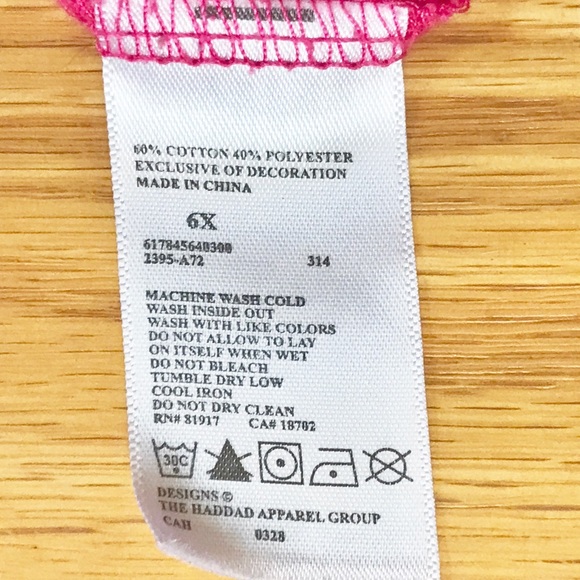 60% COTTON 40% POLYESTER
EXCLUSIVE OF DECORATION
MADE IN CHINA
6X
617845640300
2395-A72 314
MACHINE WASH COLD
WASH INSIDE OUT
WASH WITH LIKE COLORS
DO NOT ALLOW TO LAY
ON ITSELF WHEN WET
DO NOT BLEACH
TUMBLE DRY LOW
COOL IRON
DO NOT DRY CLEAN
RN# 81917 CA# 18702
30C
DESIGNS ©
THE HADDAD APPAREL GROUP
CAH 0328